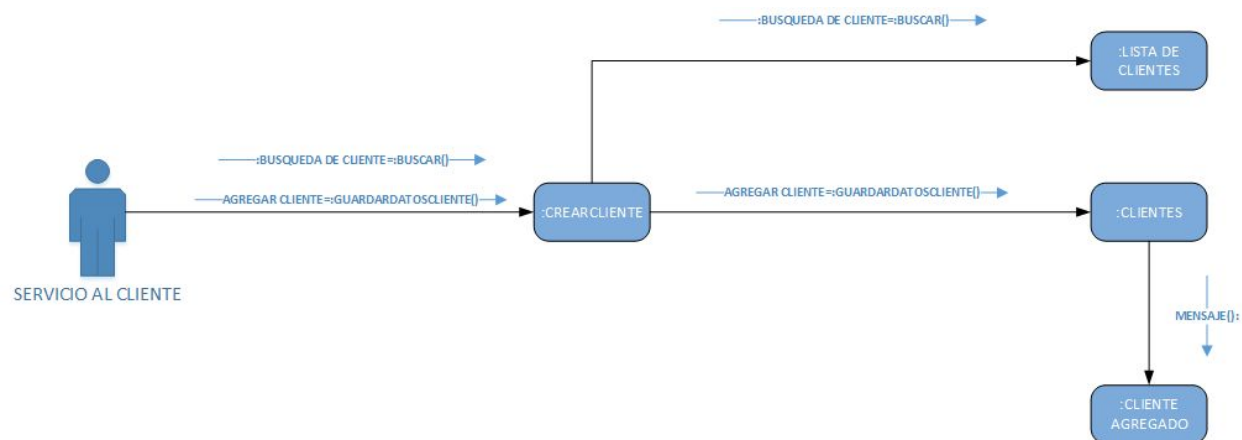 :BUSQUEDA DE CLIENTE=:BUSCAR()
:LISTA DE
CLIENTES
:BUSQUEDA DE CLIENTE=:BUSCAR()
AGREGAR CLIENTE=:GUARDARDATOSCLIENTE()
:CREARCLIENTE
AGREGAR CLIENTE=:GUARDARDATOSCLIENTE()
:CLIENTES
SERVICIO AL CLIENTE
MENSAJE():
:CLIENTE
AGREGADO